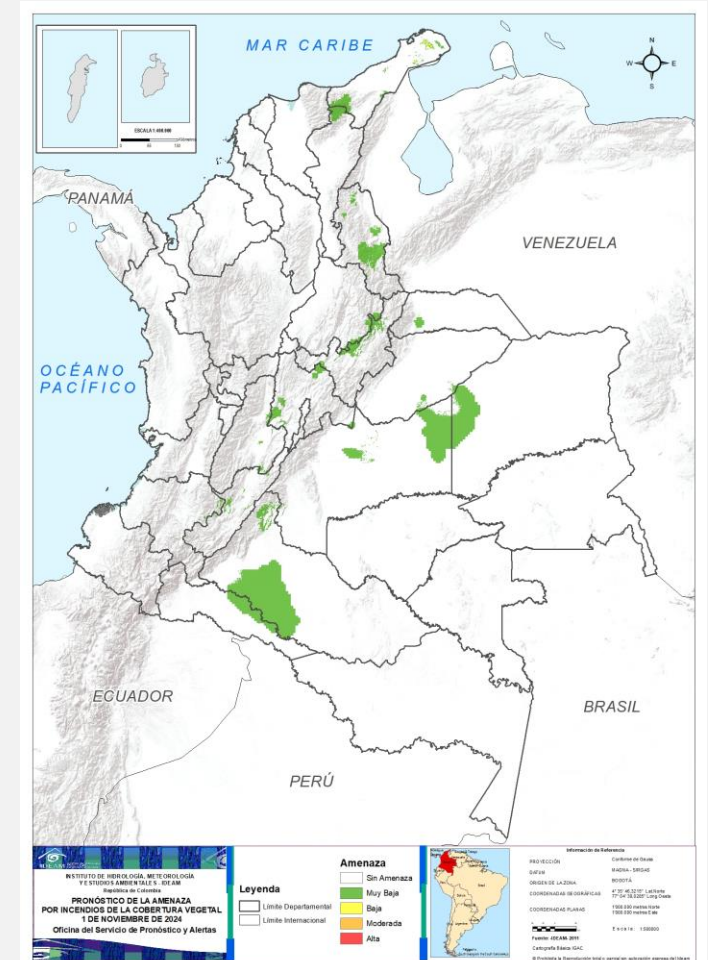 MAR CARIBE
N
W
E
S
ESCALA 1:400.000
PANAMÁ
VENEZUELA
OCÉANO
PACÍFICO
ECUADOR
BRASIL
PERÚ
IDEAM
INSTITUTO DE HIDROLOGÍA, METEOROLOGÍA
Y ESTUDIOS AMBIENTALES - IDEAM
República de Colombia
PRONÓSTICO DE LA AMENAZA
POR INCENDIOS DE LA COBERTURA VEGETAL
1 DE NOVIEMBRE DE 2024
Oficina del Servicio de Pronóstico y Alertas
Leyenda
Límite Departamental
Límite Internacional
Amenaza
Sin Amenaza
Muy Baja
Baja
Moderada
Alta
Información de Referencia
PROYECCIÓN
Conforme de Gauss
DATUM
MAGNA - SIRGAS
ORIGEN DE LA ZONA
BOGOTÁ
COORDENADAS GEOGRÁFICAS
COORDENADAS PLANAS
1'000.000 metros Norte
1'000.000 metros Este
Fuente: IDEAM, 2011
Cartografía Básica IGAC